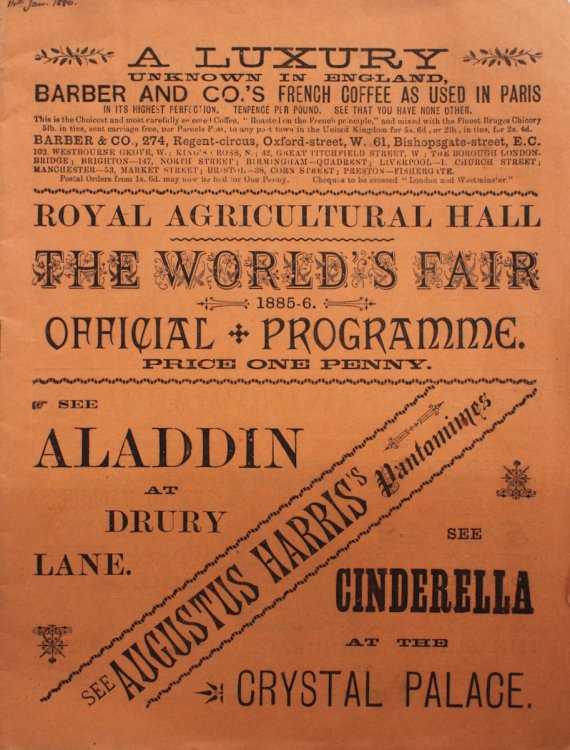 14th Jan. 1886.
A LUXURY
UNKNOWN IN ENGLAND,
BARBER AND CO.'S FRENCH COFFEE AS USED IN PARIS
IN ITS HIGHEST PERFECTION. TENPENCE PER POUND. SEE THAT YOU HAVE NONE OTHER.
This is the Choicest and most carefully selected Coffee, "Roasted on the French principle," and mixed with the Finest Bruges Chicory
5lb. in tins, sent carriage free, par Parcels Post, to any post town in the United Kingdom for 5s. 6d., or 2lb., in tins, for 2s. 4d.
BARBER & CO., 274, Regent-circus, Oxford-street, W. 61, Bishopsgate-street, E.C.
102, WESTBOURNE GROVE, W.; KING'S CROSS, N.; 42, GREAT TITCHFIELD STREET, W.; THE BOROUGH LONDON-
BRIDGE; BRIGHTON—147, NORTH STREET; BIRMINGHAM—QUADRENT; LIVERPOOL—1, CHURCH STREET;
MANCHESTER—53, MARKET STREET; BRISTOL—38, CORN STREET; PRESTON—FISHERGATE.
Postal Orders from 1s. 6d. may now be had for One Penny. Cheques to be crossed "London and Westminster."
ROYAL AGRICULTURAL HALL
THE WORLD'S FAIR
1885-6.
OFFICIAL PROGRAMME.
PRICE ONE PENNY.
SEE
ALADDIN
AT
DRURY
LANE.
SEE AUGUSTUS HARRIS'S Pantomimes
SEE
CINDERELLA
AT THE
CRYSTAL PALACE.